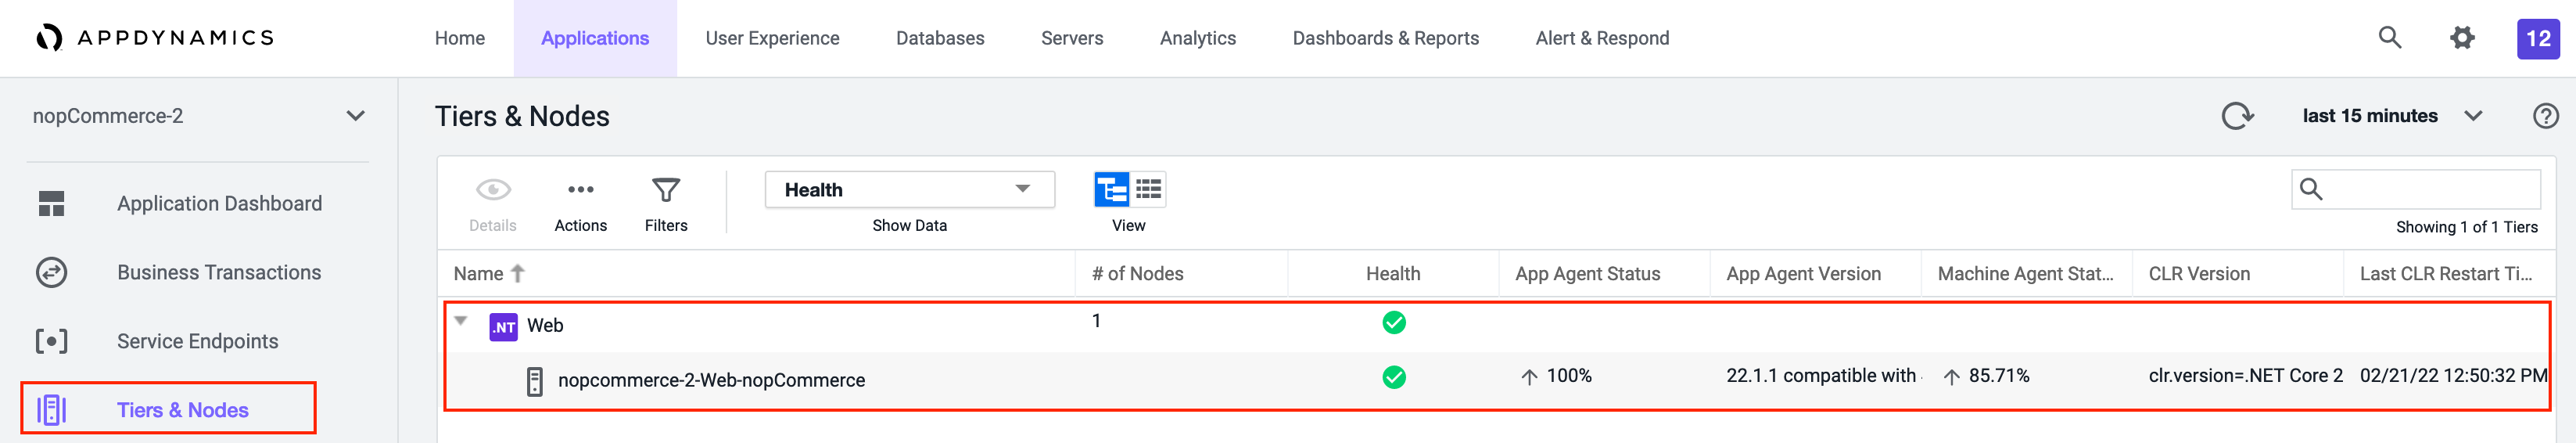 APPDYNAMICS
Home
Applications
User Experience
Databases
Servers
Analytics
Dashboards & Reports
Alert & Respond
12
nopCommerce-2
Application Dashboard
Business Transactions
Service Endpoints
Tiers & Nodes
Tiers & Nodes
last 15 minutes
?
Details
Actions
Filters
Health
Show Data
View
Showing 1 of 1 Tiers
Name
# of Nodes
Health
App Agent Status
App Agent Version
Machine Agent Stat...
CLR Version
Last CLR Restart Ti...
.NT
Web
1
nopcommerce-2-Web-nopCommerce
100%
22.1.1 compatible with
85.71%
clr.version=.NET Core 2
02/21/22 12:50:32 PM